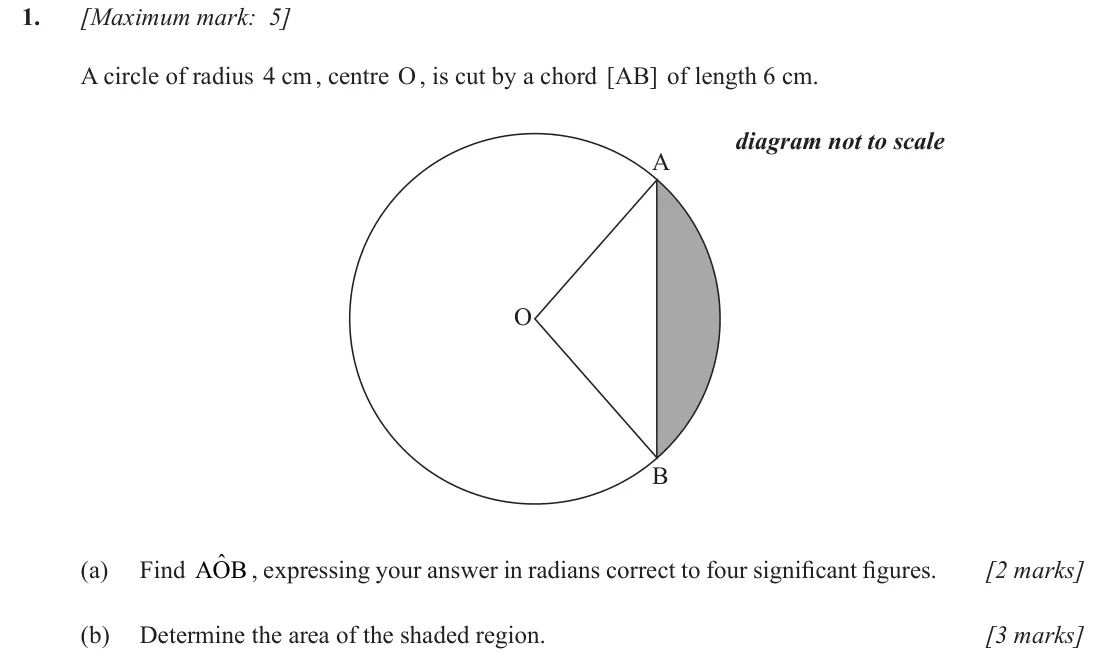 1. [Maximum mark: 5]
A circle of radius 4 cm, centre O, is cut by a chord [AB] of length 6 cm.
diagram not to scale
A
O
B
(a) Find AÔB, expressing your answer in radians correct to four significant figures. [2 marks]
(b) Determine the area of the shaded region. [3 marks]